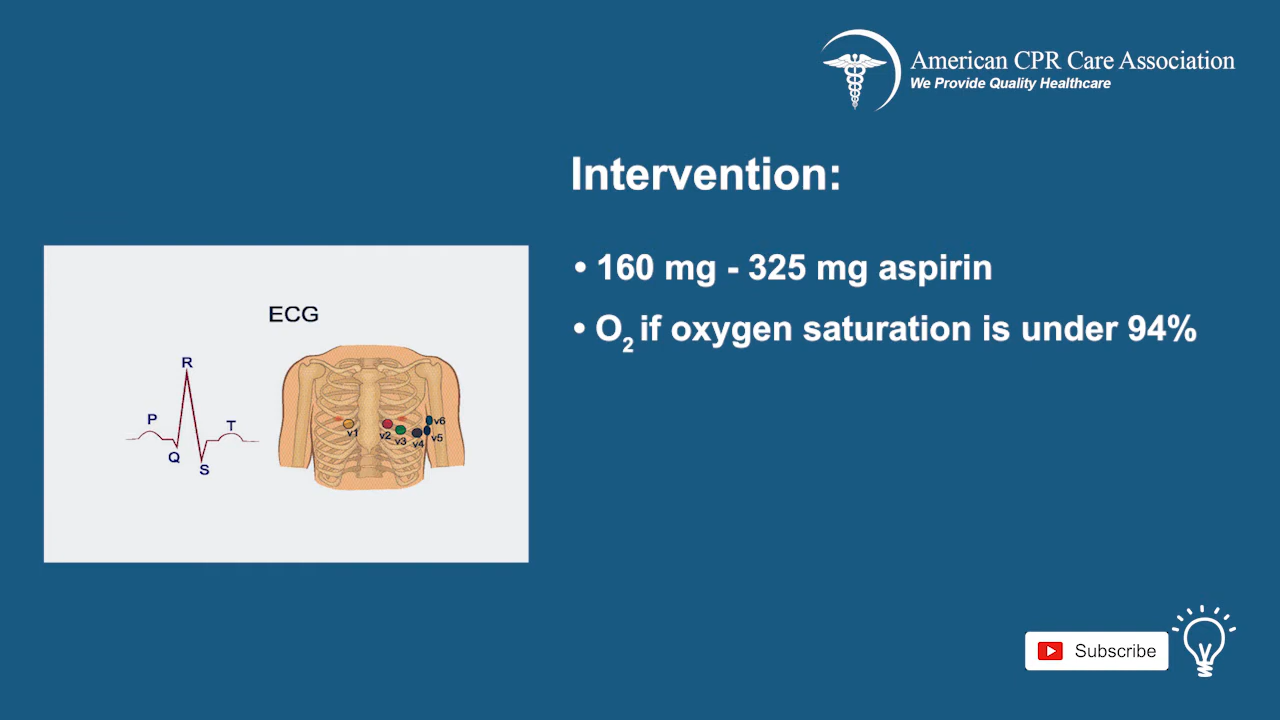 American CPR Care Association
We Provide Quality Healthcare
Intervention:
• 160 mg - 325 mg aspirin
• O₂ if oxygen saturation is under 94%
ECG
R
P
T
Q
S
v1
v2
v3
v4
v5
v6
Subscribe